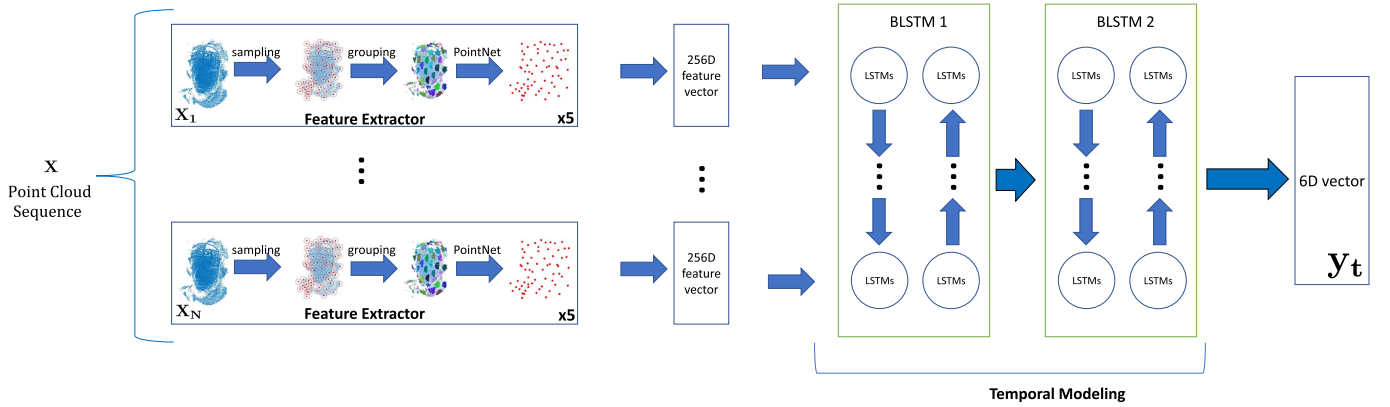 x
Point Cloud
Sequence
sampling
grouping
PointNet
x₁
Feature Extractor
x5
sampling
grouping
PointNet
x_N
Feature Extractor
x5
256D
feature
vector
256D
feature
vector
BLSTM 1
LSTMs
LSTMs
LSTMs
LSTMs
BLSTM 2
LSTMs
LSTMs
LSTMs
LSTMs
Temporal Modeling
6D vector
y_t